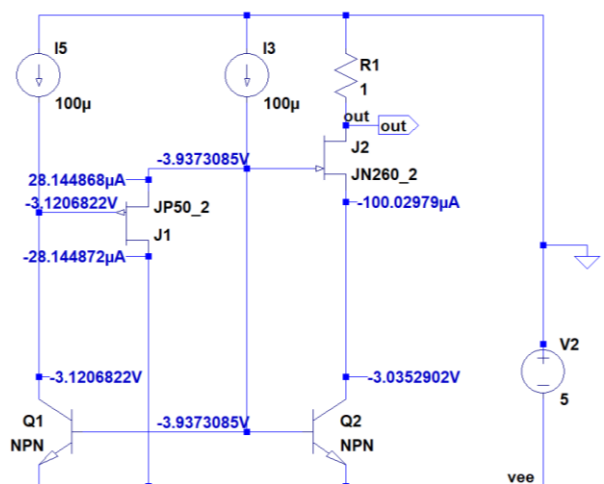 I5
100µ
I3
100µ
R1
1
out
out
J2
JN260_2
-3.9373085V
28.144868µA
-3.1206822V
JP50_2
J1
-28.144872µA
-100.02979µA
V2
5
-3.1206822V
-3.0352902V
Q1
NPN
-3.9373085V
Q2
NPN
vee